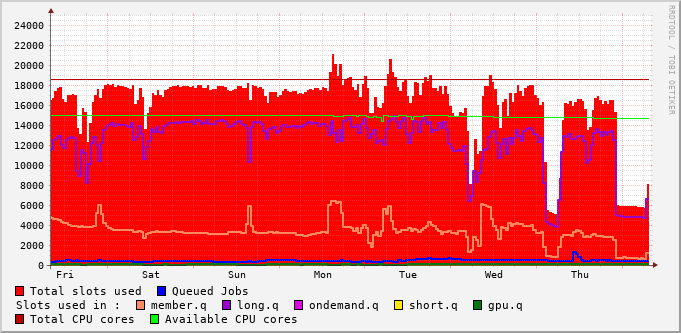 RRDTOOL / TOBI OETIKER
24000
22000
20000
18000
16000
14000
12000
10000
8000
6000
4000
2000
0
Fri Sat Sun Mon Tue Wed Thu
Total slots used Queued Jobs
Slots used in : member.q long.q ondemand.q short.q gpu.q
Total CPU cores Available CPU cores